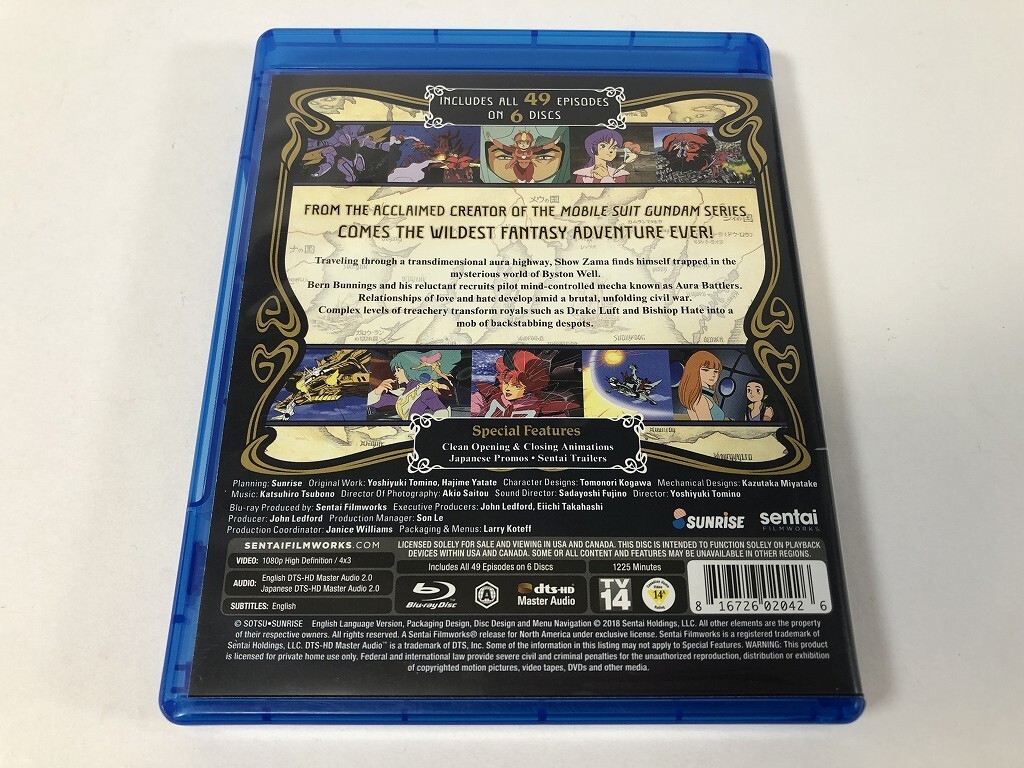 INCLUDES ALL 49 EPISODES
ON 6 DISCS
メウの国
FROM THE ACCLAIMED CREATOR OF THE MOBILE SUIT GUNDAM SERIES
COMES THE WILDEST FANTASY ADVENTURE EVER!
Traveling through a transdimensional aura highway, Show Zama finds himself trapped in the
mysterious world of Byston Well.
Bern Bunnings and his reluctant recruits pilot mind-controlled mecha known as Aura Battlers.
Relationships of love and hate develop amid a brutal, unfolding civil war.
Complex levels of treachery transform royals such as Drake Luft and Bishop Hate into a
mob of backstabbing despots.
Special Features
Clean Opening & Closing Animations
Japanese Promos • Sentai Trailers
Planning: Sunrise Original Work: Yoshiyuki Tomino, Hajime Yatate Character Designs: Tomonori Kogawa Mechanical Designs: Kazutaka Miyatake
Music: Katsuhiro Tsubono Director Of Photography: Akio Saitou Sound Director: Sadayoshi Fujino Director: Yoshiyuki Tomino
Blu-ray Produced by: Sentai Filmworks Executive Producers: John Ledford, Eiichi Takahashi
Producer: John Ledford Production Manager: Son Le
Production Coordinator: Janice Williams Packaging & Menus: Larry Koteff
SUNRISE
sentai
FILMWORKS
SENTAIFILMWORKS.COM
LICENSED SOLELY FOR SALE AND VIEWING IN USA AND CANADA. THIS DISC IS INTENDED TO FUNCTION SOLELY ON PLAYBACK
DEVICES WITHIN USA AND CANADA. SOME OR ALL CONTENT AND FEATURES MAY BE UNAVAILABLE IN OTHER REGIONS.
VIDEO: 1080p High Definition / 4x3
Includes All 49 Episodes on 6 Discs
1225 Minutes
AUDIO: English DTS-HD Master Audio 2.0
Japanese DTS-HD Master Audio 2.0
SUBTITLES: English
Blu-ray Disc
A
dts-HD
Master Audio
TV
14
14A
8 16726 02042 6
© SOTSU•SUNRISE English Language Version, Packaging Design, Disc Design and Menu Navigation © 2018 Sentai Holdings, LLC. All other elements are the property
of their respective owners. All rights reserved. A Sentai Filmworks® release for North America under exclusive license. Sentai Filmworks is a registered trademark of
Sentai Holdings, LLC. DTS-HD Master Audio™ is a trademark of DTS, Inc. Some of the information in this listing may not apply to Special Features. WARNING: This product
is licensed for private home use only. Federal and international law provide severe civil and criminal penalties for the unauthorized reproduction, distribution or exhibition
of copyrighted motion pictures, video tapes, DVDs and other media.